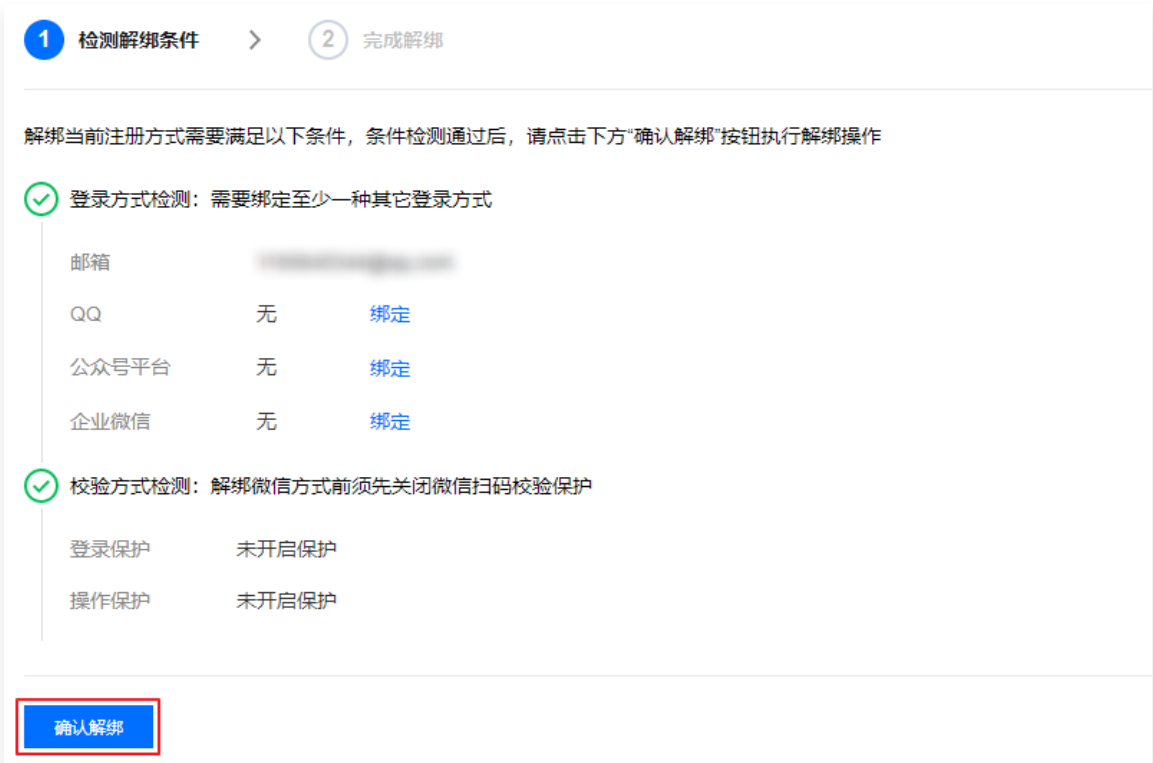 1 检测解绑条件 > 2 完成解绑
解绑当前注册方式需要满足以下条件，条件检测通过后，请点击下方“确认解绑”按钮执行解绑操作
登录方式检测：需要绑定至少一种其它登录方式
邮箱
QQ 无 绑定
公众号平台 无 绑定
企业微信 无 绑定
校验方式检测：解绑微信方式前须先关闭微信扫码校验保护
登录保护 未开启保护
操作保护 未开启保护
确认解绑